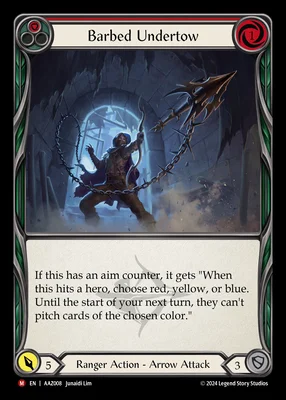 Barbed Undertow
1
If this has an aim counter, it gets "When
this hits a hero, choose red, yellow, or blue.
Until the start of your next turn, they can't
pitch cards of the chosen color."
5
Ranger Action - Arrow Attack
3
M EN | AAZ008 Junaidi Lim
© 2024 Legend Story Studios